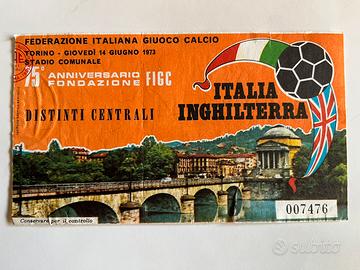 FEDERAZIONE ITALIANA GIUOCO CALCIO
TORINO - GIOVEDÌ 14 GIUGNO 1973
STADIO COMUNALE
75° ANNIVERSARIO
FONDAZIONE FIGC
DISTINTI CENTRALI
ITALIA
INGHILTERRA
007476
Conservare per il controllo
subito